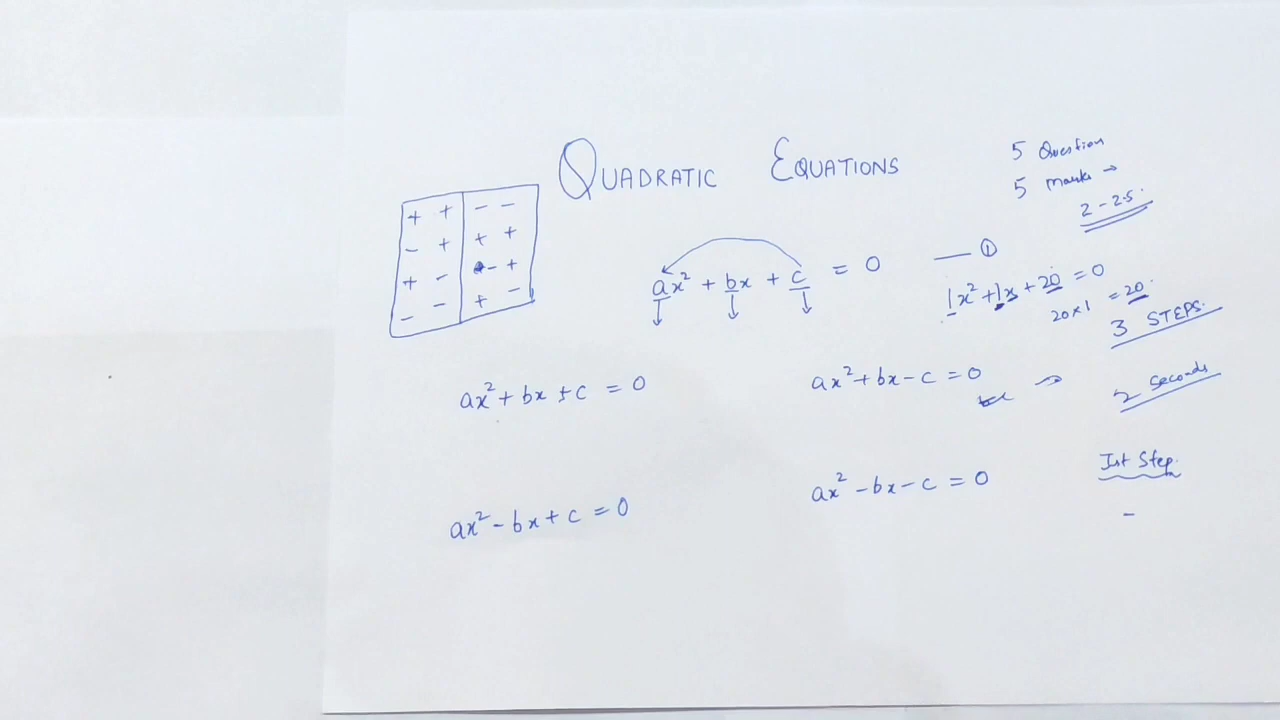 QUADRATIC EQUATIONS
5 Question
5 marks →
2 - 2.5.
+ + - -
- + + +
+ - - +
- - + -
ax² + bx + c = 0 — ①
1x² + 1x + 20 = 0
20 x 1 = 20.
3 STEPS.
ax² + bx + c = 0
ax² + bx - c = 0
2 seconds
Ist Step.
-
ax² - bx + c = 0
ax² - bx - c = 0